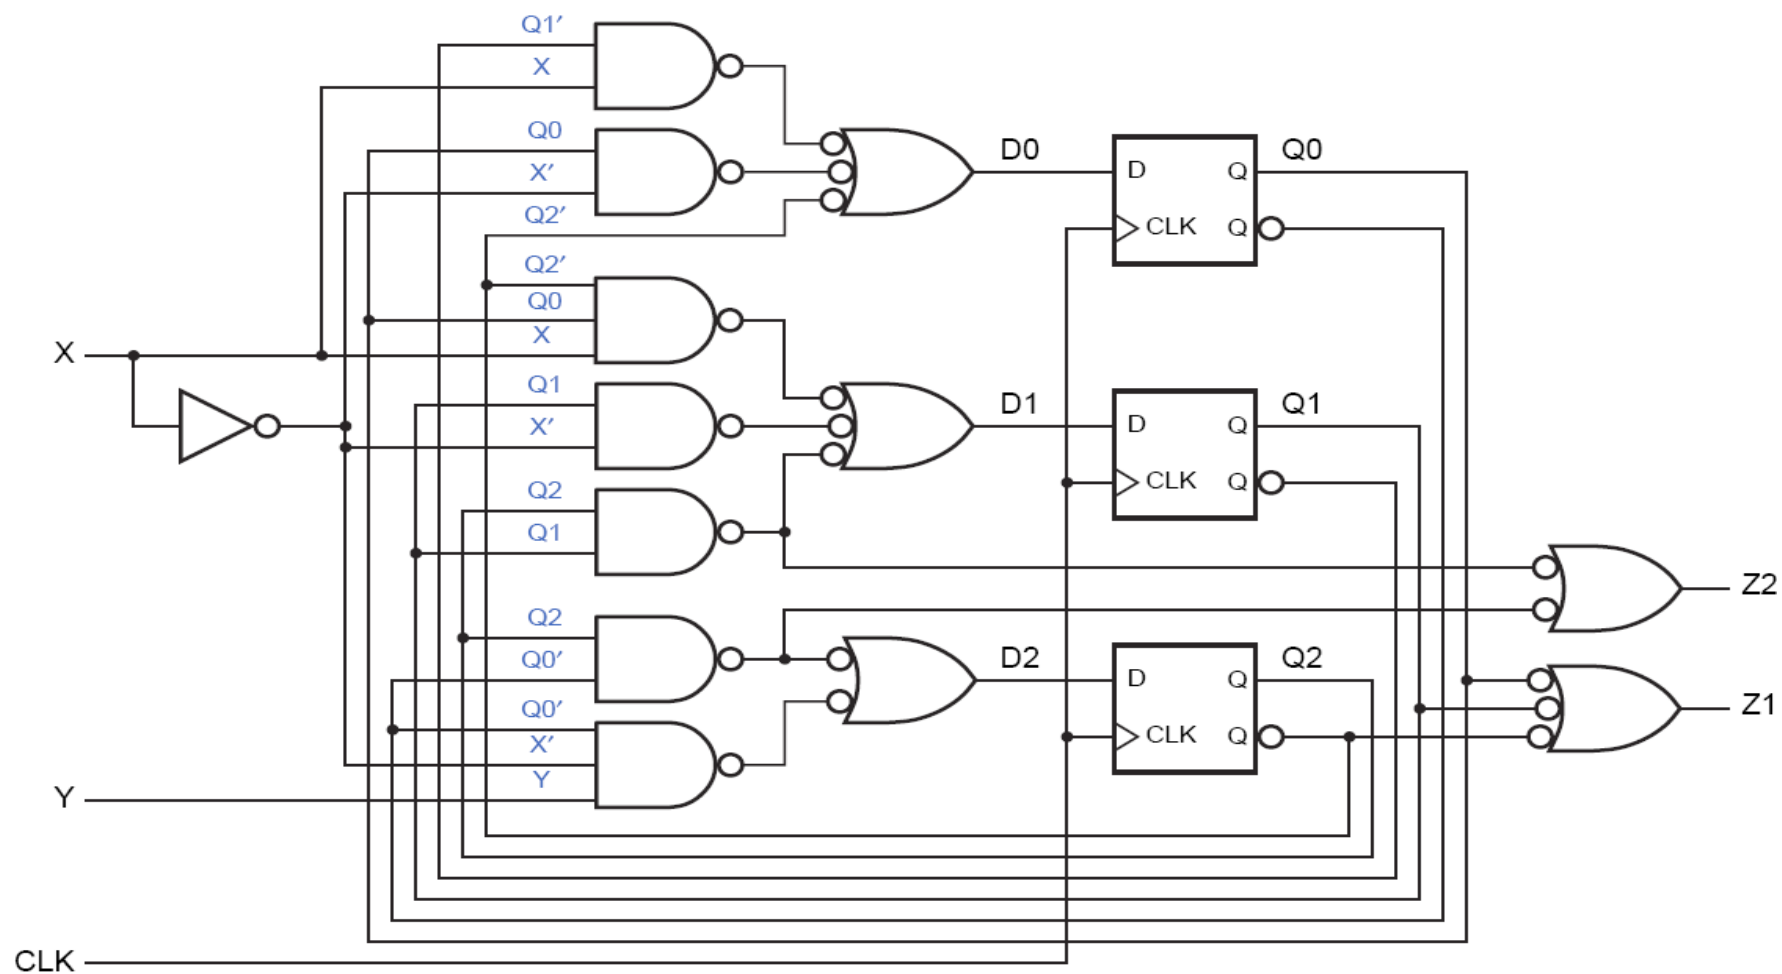 Q1′
X
Q0
X′
Q2′
D0
D Q
CLK Q
Q0
Q2′
Q0
X
X
Q1
X′
D1
D Q
CLK Q
Q1
Q2
Q1
Z2
Q2
Q0′
D2
D Q
CLK Q
Q2
Z1
Q0′
X′
Y
Y
CLK